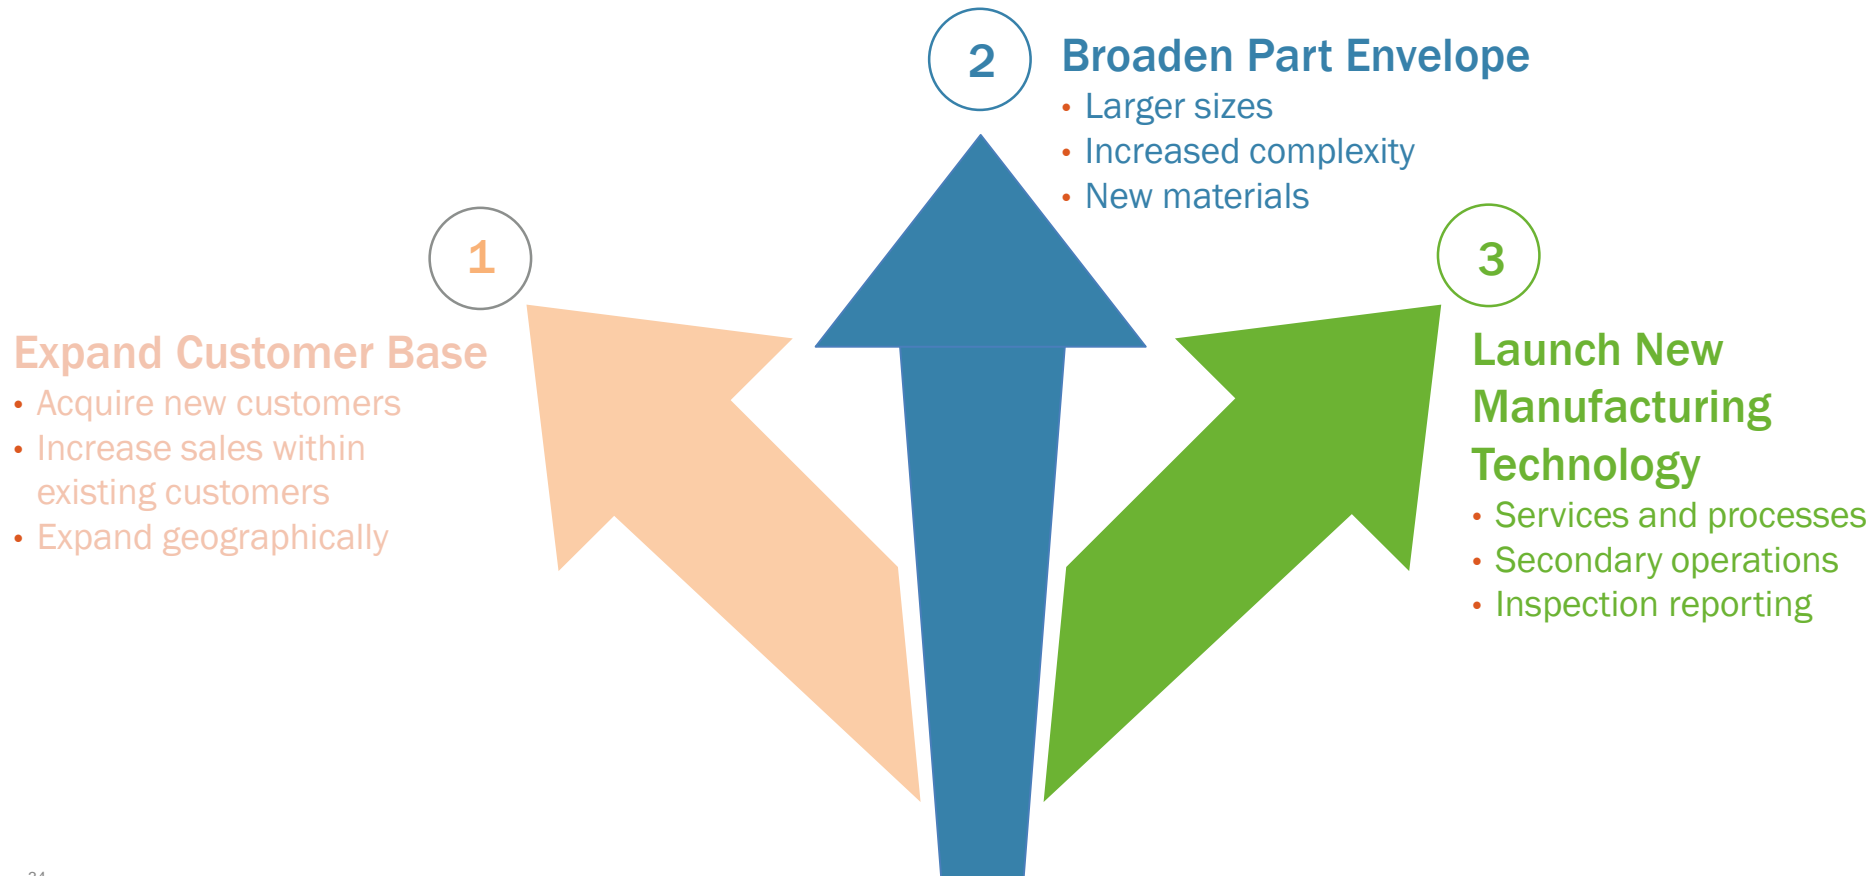 2
Broaden Part Envelope
• Larger sizes
• Increased complexity
• New materials
1
Expand Customer Base
• Acquire new customers
• Increase sales within
existing customers
• Expand geographically
3
Launch New
Manufacturing
Technology
• Services and processes
• Secondary operations
• Inspection reporting